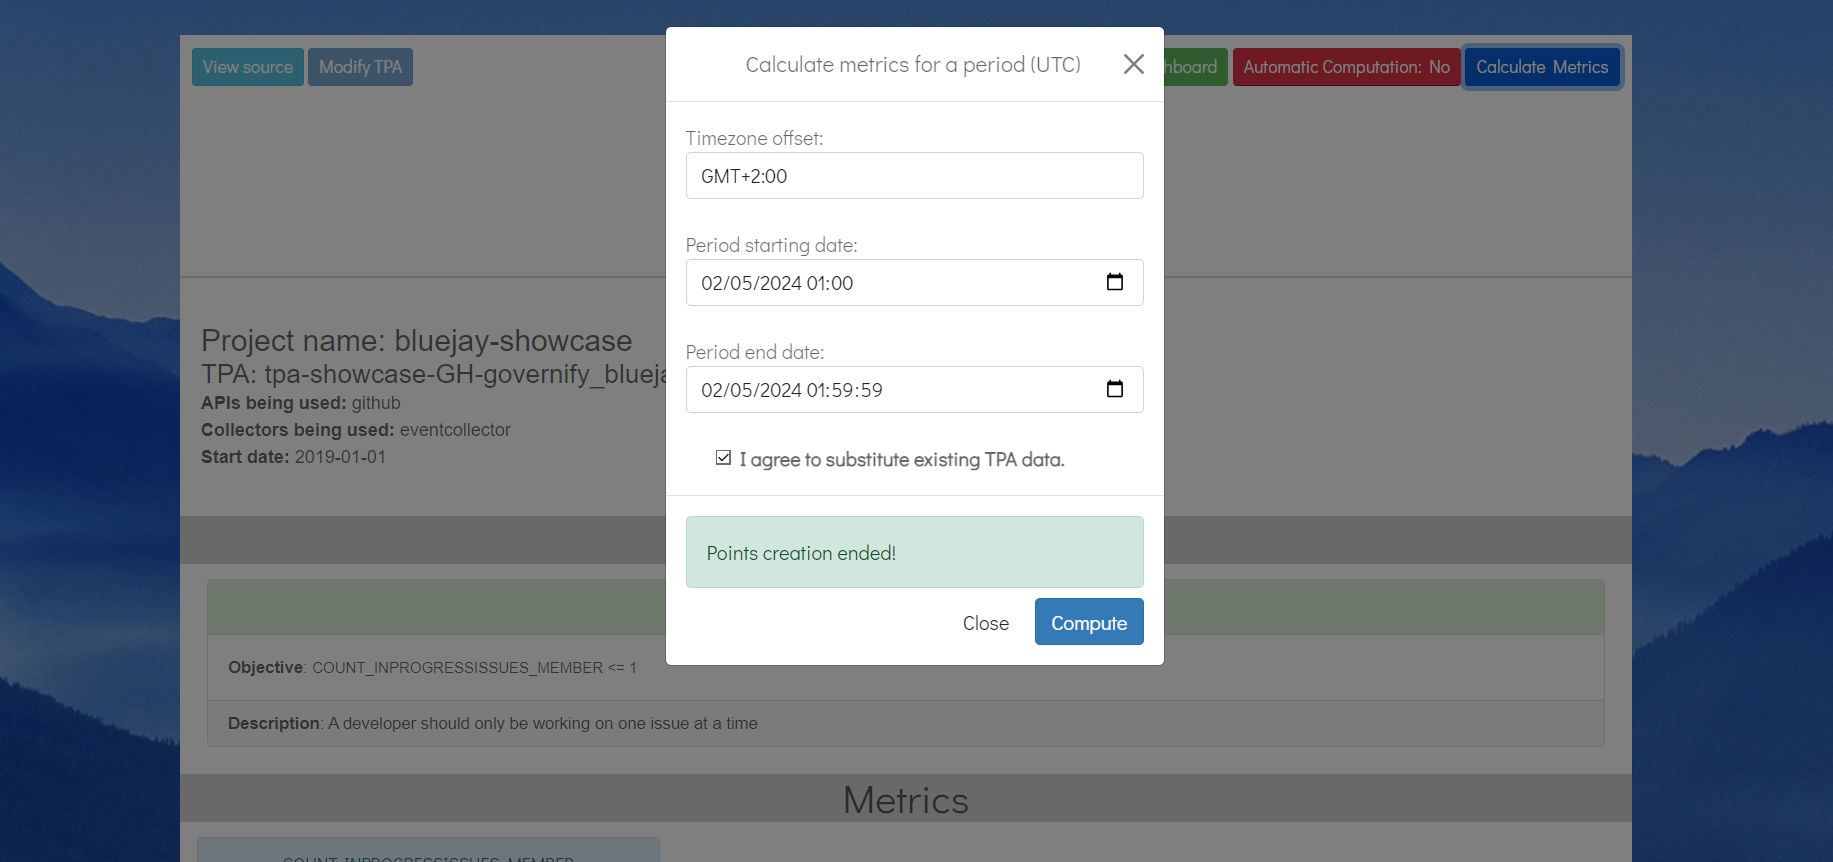 View source
Modify TPA
hboard
Automatic Computation: No
Calculate Metrics
Calculate metrics for a period (UTC)
Timezone offset:
GMT+2:00
Period starting date:
02/05/2024 01:00
Period end date:
02/05/2024 01:59:59
I agree to substitute existing TPA data.
Points creation ended!
Close
Compute
Project name: bluejay-showcase
TPA: tpa-showcase-GH-governify_blueja
APIs being used: github
Collectors being used: eventcollector
Start date: 2019-01-01
Objective: COUNT_INPROGRESSISSUES_MEMBER <= 1
Description: A developer should only be working on one issue at a time
Metrics
COUNT_INPROGRESSISSUES_MEMBER